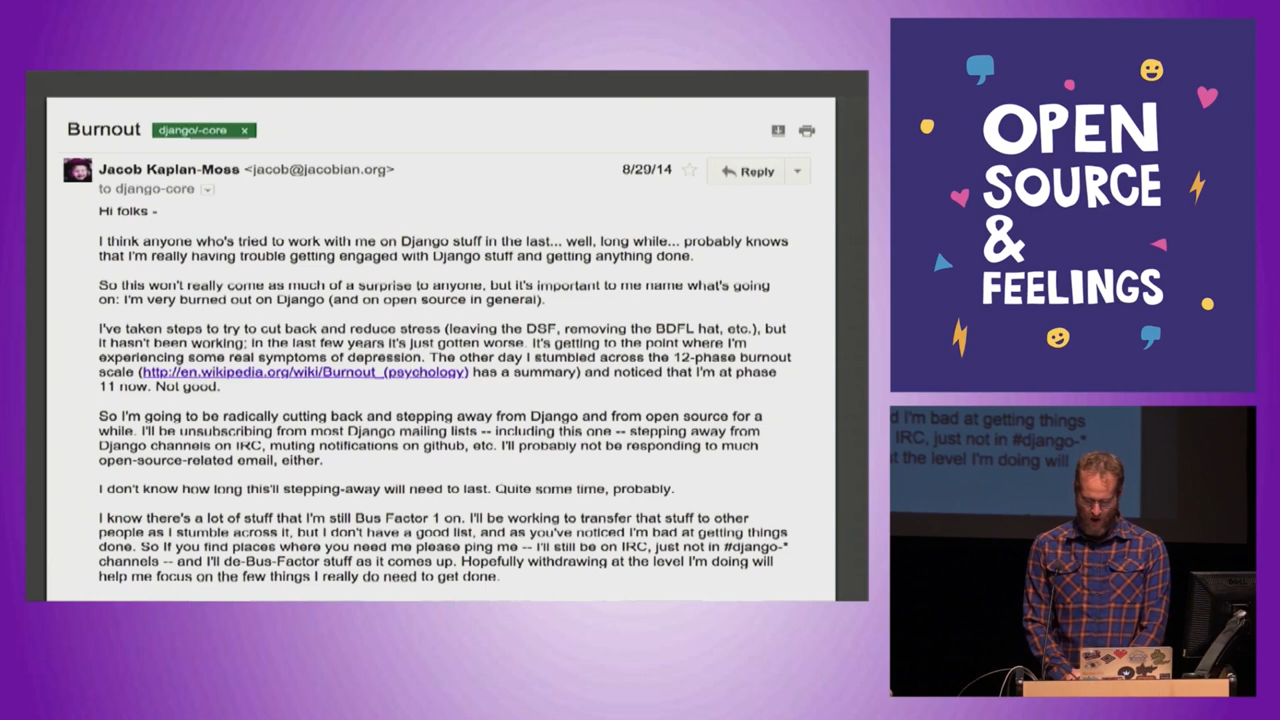 Burnout django/-core x
Jacob Kaplan-Moss <jacob@jacobian.org> 8/29/14 Reply
to django-core
Hi folks -
I think anyone who's tried to work with me on Django stuff in the last... well, long while... probably knows
that I'm really having trouble getting engaged with Django stuff and getting anything done.
So this won't really come as much of a surprise to anyone, but it's important to me name what's going
on: I'm very burned out on Django (and on open source in general).
I've taken steps to try to cut back and reduce stress (leaving the DSF, removing the BDFL hat, etc.), but
it hasn't been working; in the last few years it's just gotten worse. It's getting to the point where I'm
experiencing some real symptoms of depression. The other day I stumbled across the 12-phase burnout
scale (http://en.wikipedia.org/wiki/Burnout_(psychology) has a summary) and noticed that I'm at phase
11 now. Not good.
So I'm going to be radically cutting back and stepping away from Django and from open source for a
while. I'll be unsubscribing from most Django mailing lists -- including this one -- stepping away from
Django channels on IRC, muting notifications on github, etc. I'll probably not be responding to much
open-source-related email, either.
I don't know how long this'll stepping-away will need to last. Quite some time, probably.
I know there's a lot of stuff that I'm still Bus Factor 1 on. I'll be working to transfer that stuff to other
people as I stumble across it, but I don't have a good list, and as you've noticed I'm bad at getting things
done. So If you find places where you need me please ping me -- I'll still be on IRC, just not in #django-*
channels -- and I'll de-Bus-Factor stuff as it comes up. Hopefully withdrawing at the level I'm doing will
help me focus on the few things I really do need to get done.
OPEN
SOURCE
&
FEELINGS
d I'm bad at getting things
IRC, just not in #django-*
t the level I'm doing will